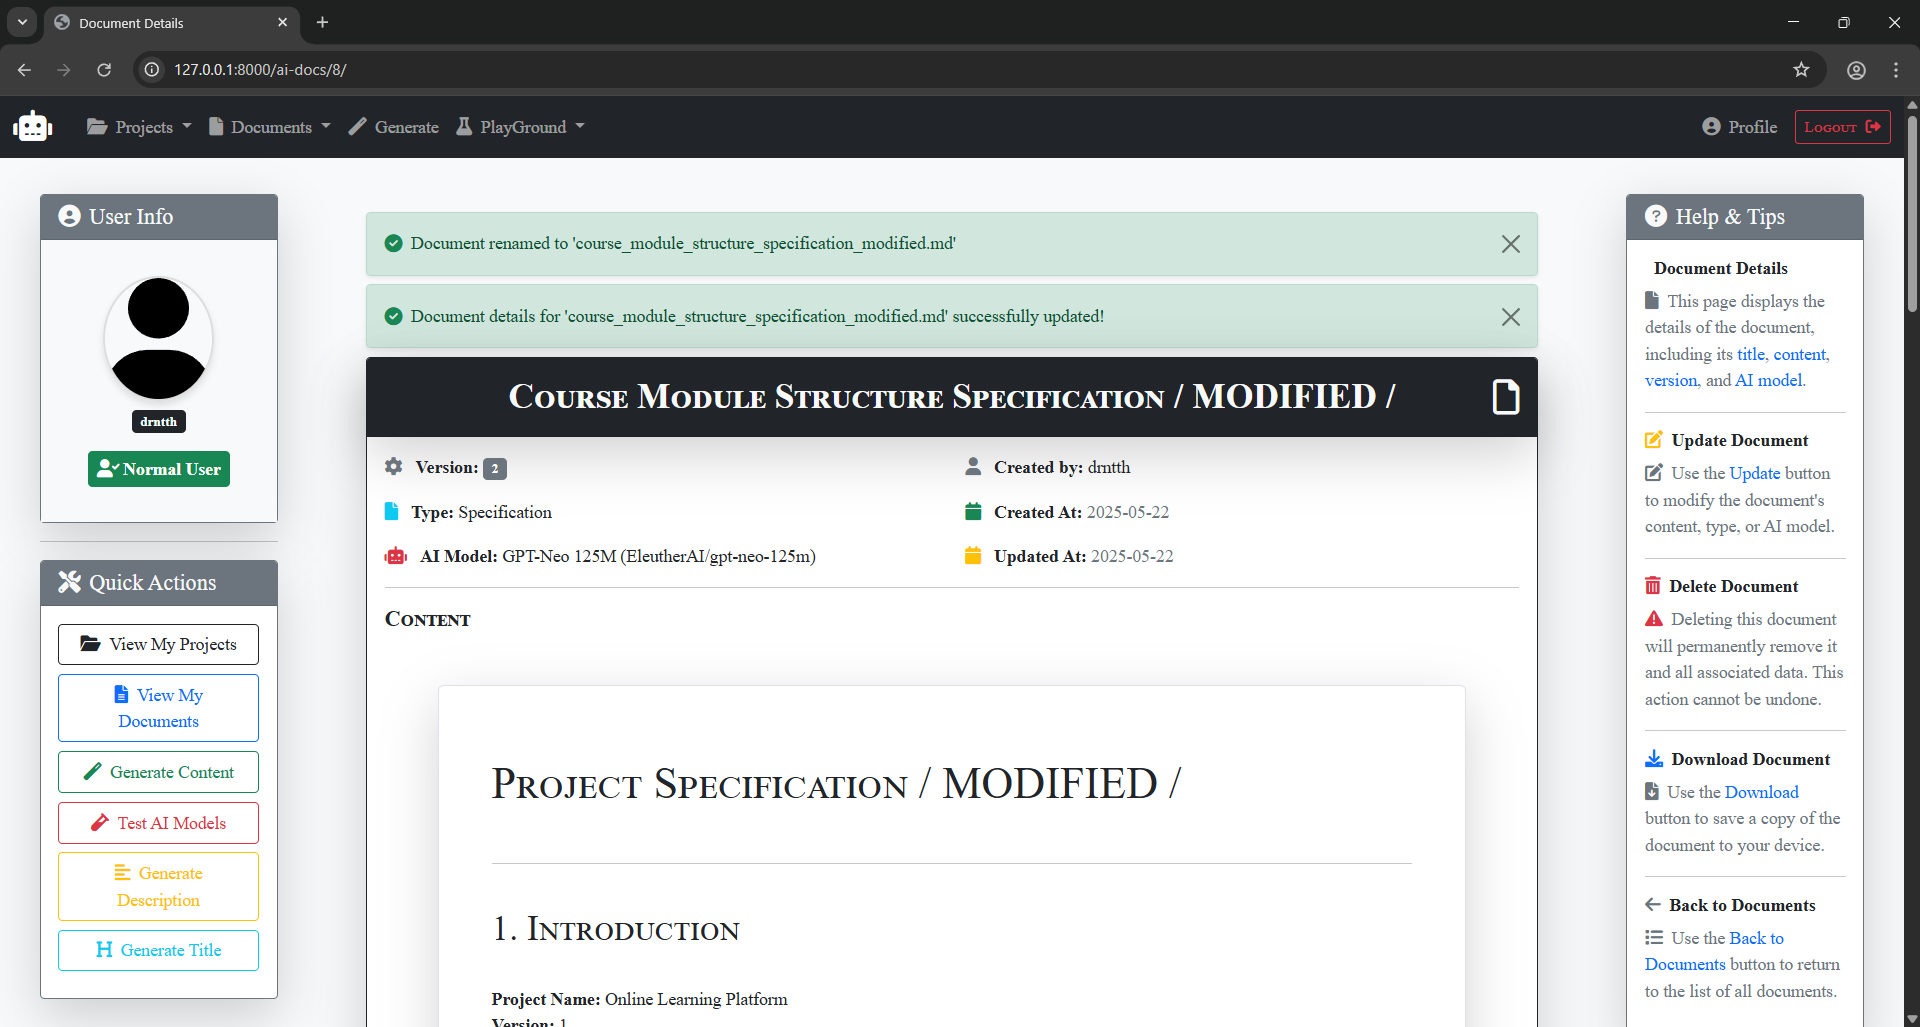 Document Details
127.0.0.1:8000/ai-docs/8/
Projects
Documents
Generate
PlayGround
Profile
Logout
User Info
drntth
Normal User
Quick Actions
View My Projects
View My
Documents
Generate Content
Test AI Models
Generate
Description
Generate Title
Document renamed to 'course_module_structure_specification_modified.md'
Document details for 'course_module_structure_specification_modified.md' successfully updated!
Course Module Structure Specification / MODIFIED /
Version: 2
Created by: drntth
Type: Specification
Created At: 2025-05-22
AI Model: GPT-Neo 125M (EleutherAI/gpt-neo-125m)
Updated At: 2025-05-22
Content
Project Specification / MODIFIED /
1. Introduction
Project Name: Online Learning Platform
Version: 1
Help & Tips
Document Details
This page displays the
details of the document,
including its title, content,
version, and AI model.
Update Document
Use the Update button
to modify the document's
content, type, or AI model.
Delete Document
Deleting this document
will permanently remove it
and all associated data. This
action cannot be undone.
Download Document
Use the Download
button to save a copy of the
document to your device.
Back to Documents
Use the Back to
Documents button to return
to the list of all documents.